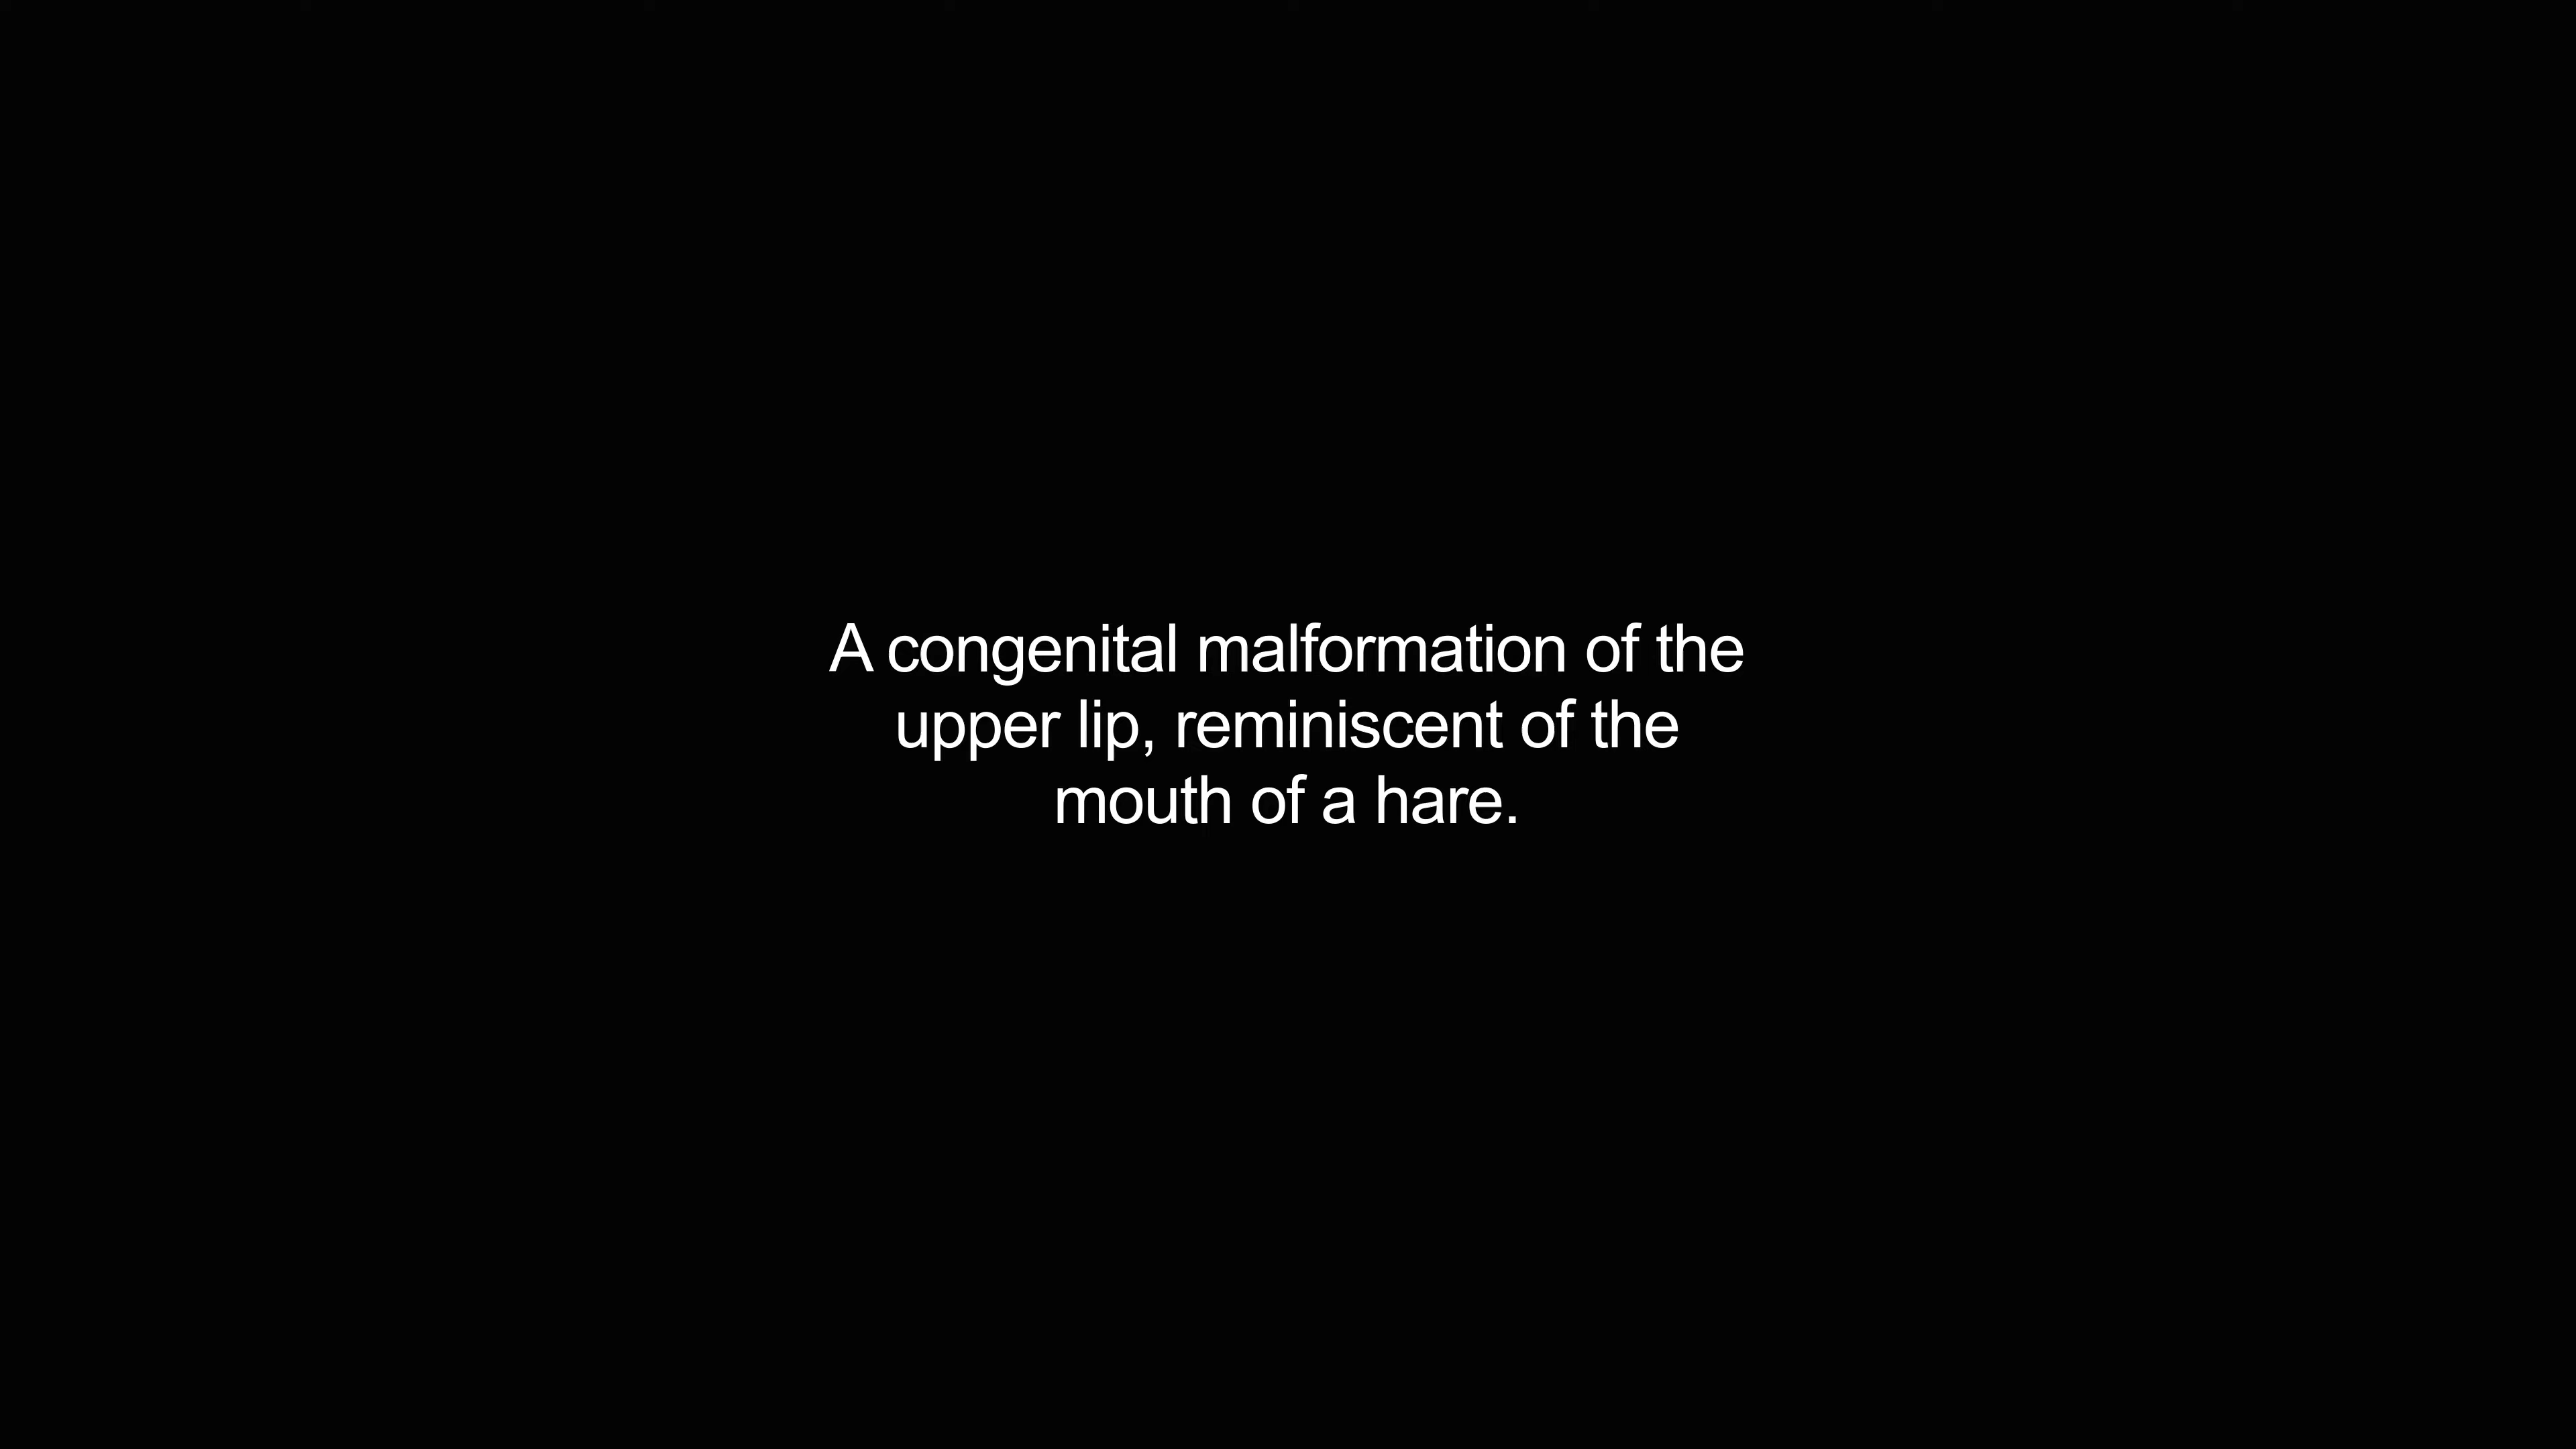 A congenital malformation of the
upper lip, reminiscent of the
mouth of a hare.